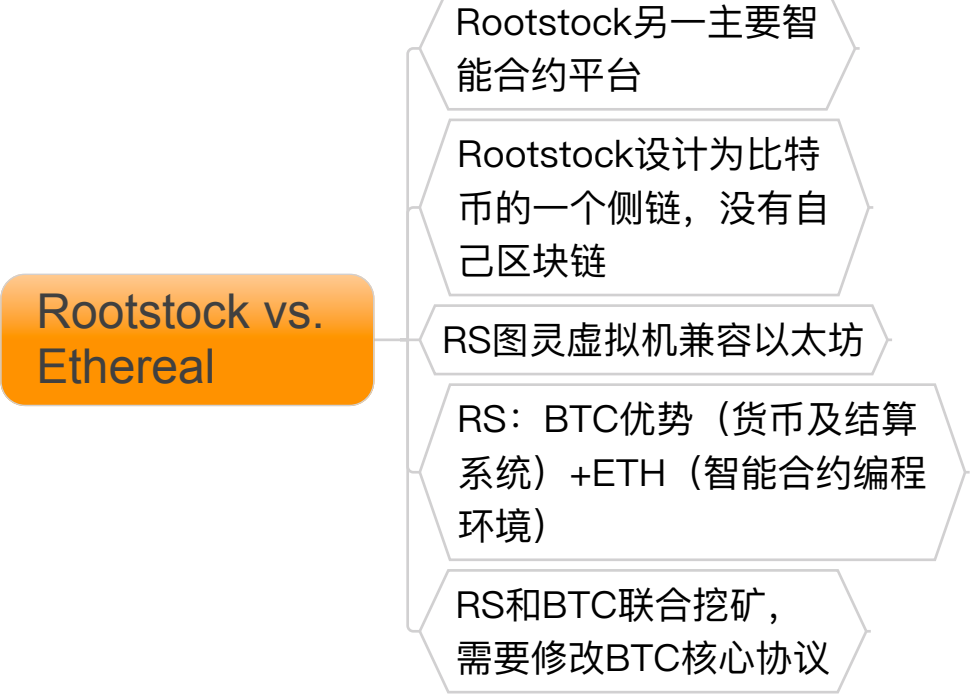 Rootstock vs.
Ethereal
Rootstock另一主要智
能合约平台
Rootstock设计为比特
币的一个侧链，没有自
己区块链
RS图灵虚拟机兼容以太坊
RS：BTC优势（货币及结算
系统）+ETH（智能合约编程
环境）
RS和BTC联合挖矿，
需要修改BTC核心协议